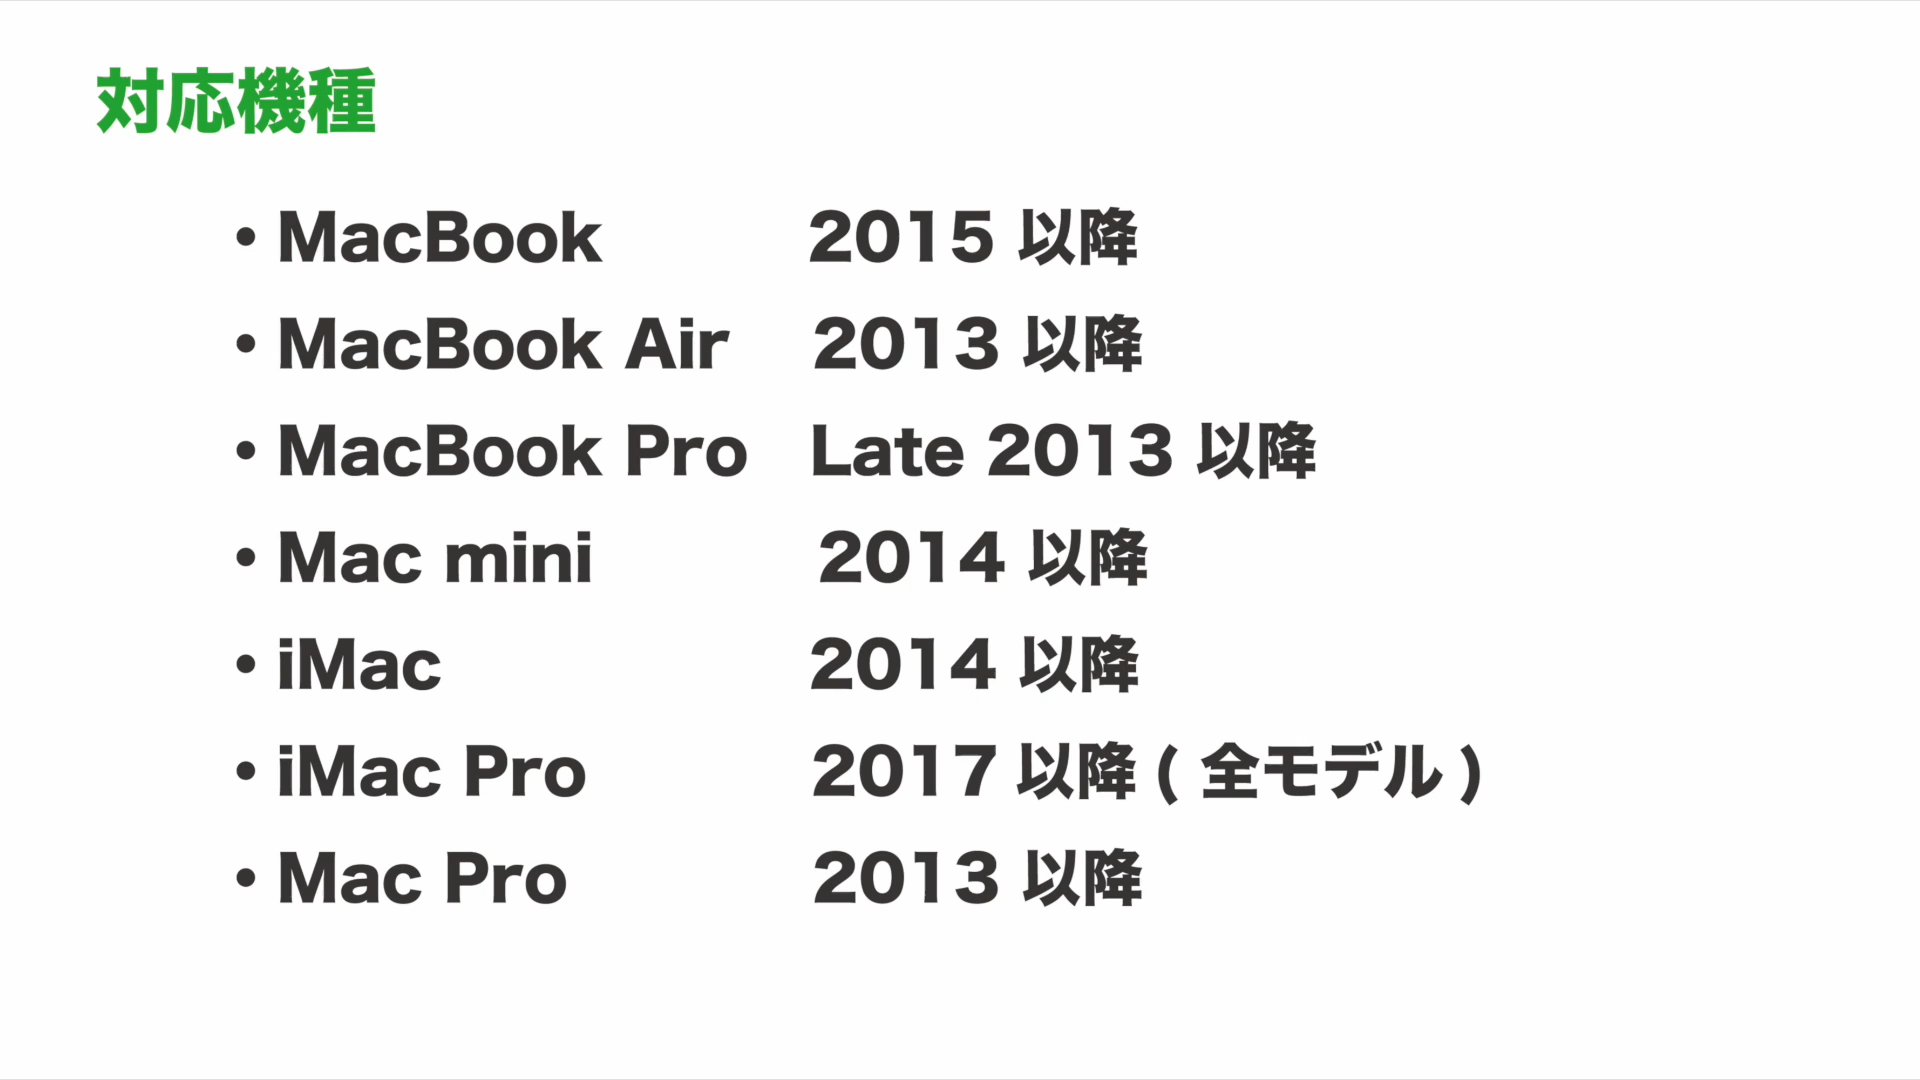 対応機種
・MacBook 2015 以降
・MacBook Air 2013 以降
・MacBook Pro Late 2013 以降
・Mac mini 2014 以降
・iMac 2014 以降
・iMac Pro 2017 以降 ( 全モデル )
・Mac Pro 2013 以降